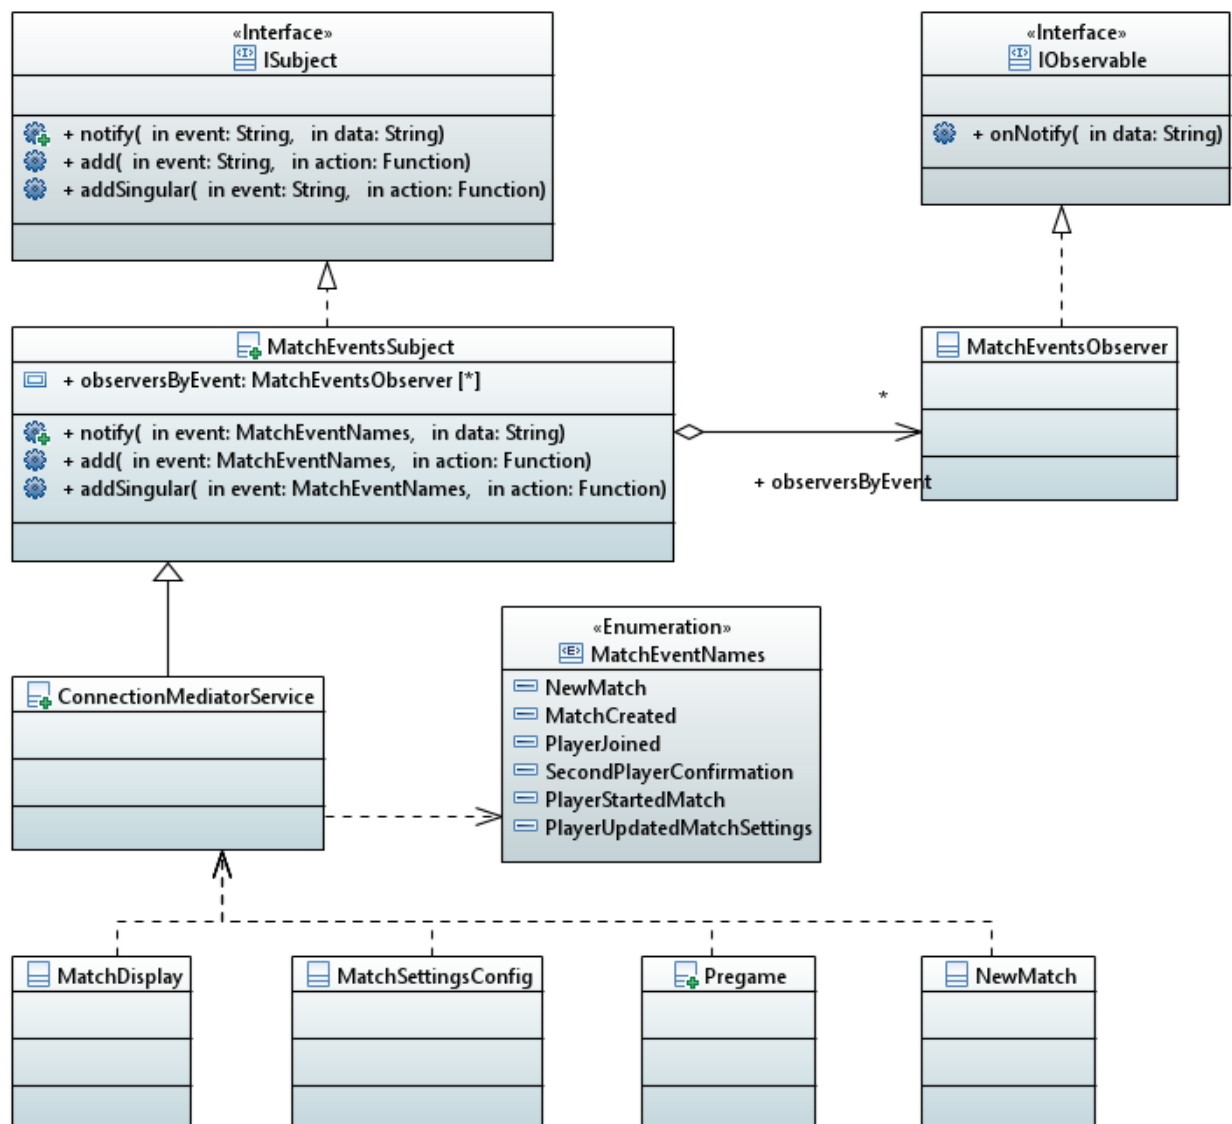 «Interface»
ISubject
+ notify( in event: String, in data: String)
+ add( in event: String, in action: Function)
+ addSingular( in event: String, in action: Function)
«Interface»
IObservable
+ onNotify( in data: String)
MatchEventsSubject
+ observersByEvent: MatchEventsObserver [*]
+ notify( in event: MatchEventNames, in data: String)
+ add( in event: MatchEventNames, in action: Function)
+ addSingular( in event: MatchEventNames, in action: Function)
*
+ observersByEvent
MatchEventsObserver
ConnectionMediatorService
«Enumeration»
<E> MatchEventNames
NewMatch
MatchCreated
PlayerJoined
SecondPlayerConfirmation
PlayerStartedMatch
PlayerUpdatedMatchSettings
MatchDisplay
MatchSettingsConfig
Pregame
NewMatch